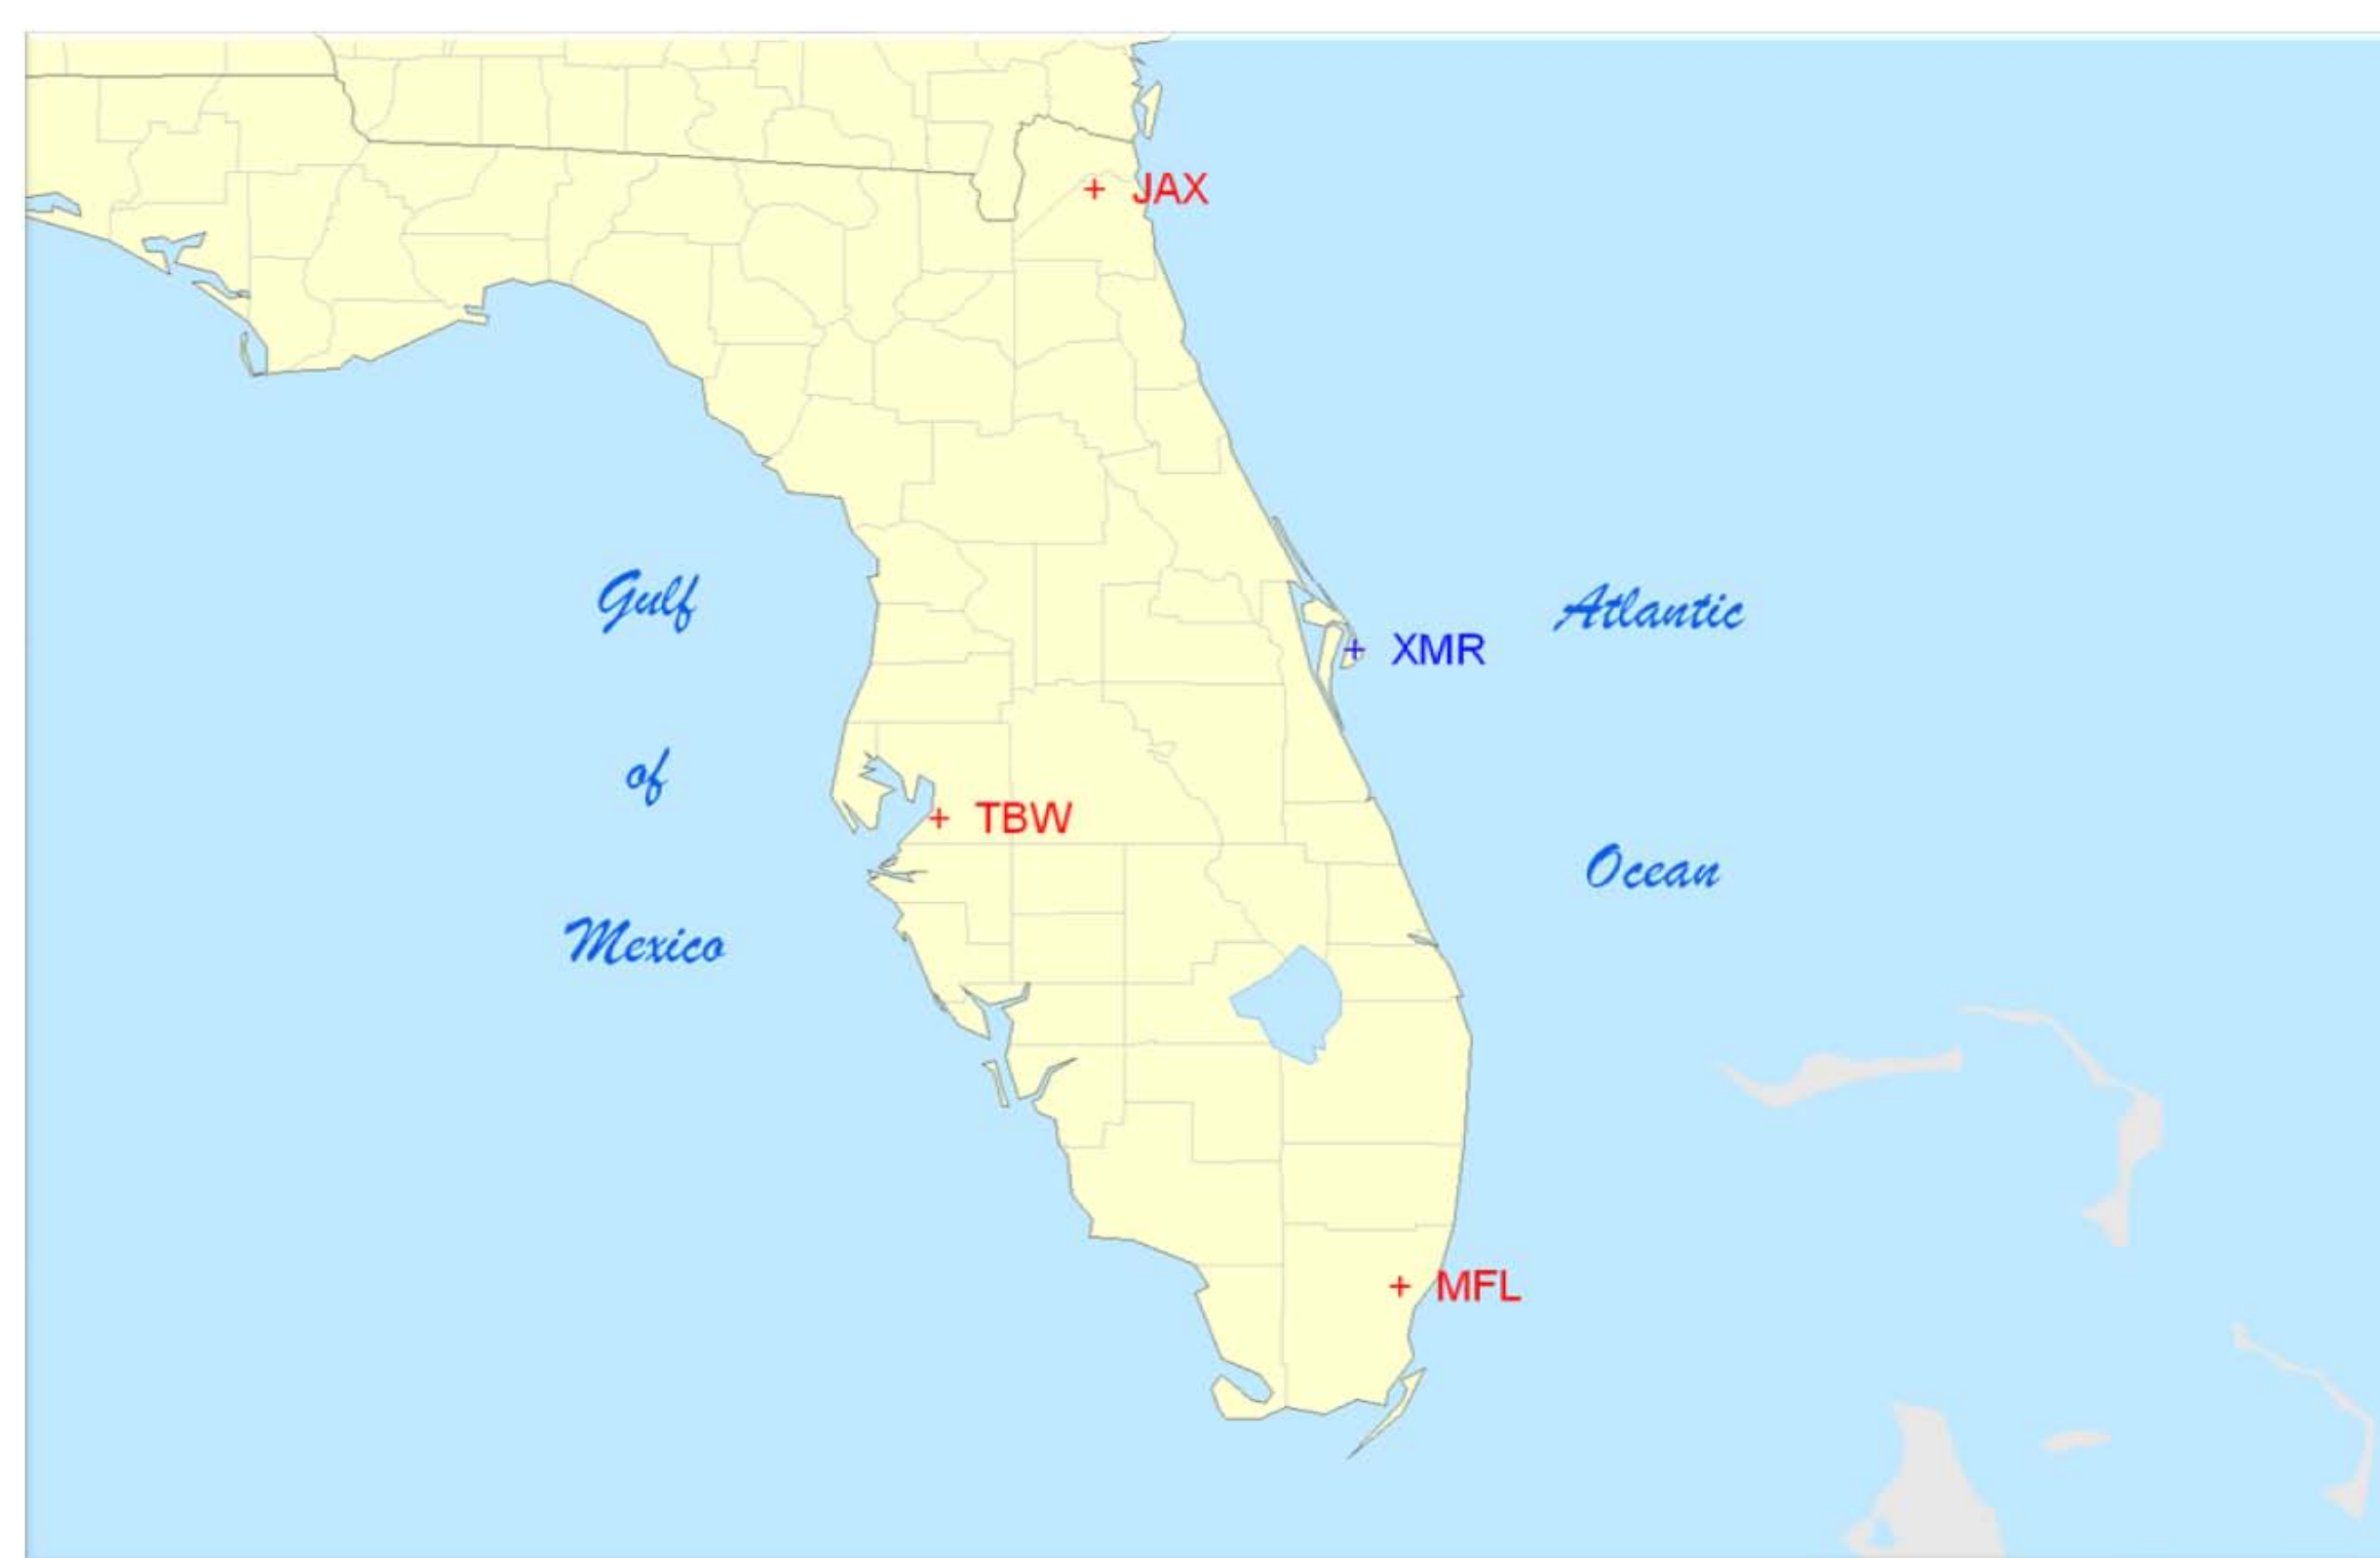 JAX
Gulf
of
Mexico
Atlantic
Ocean
XMR
TBW
MFL